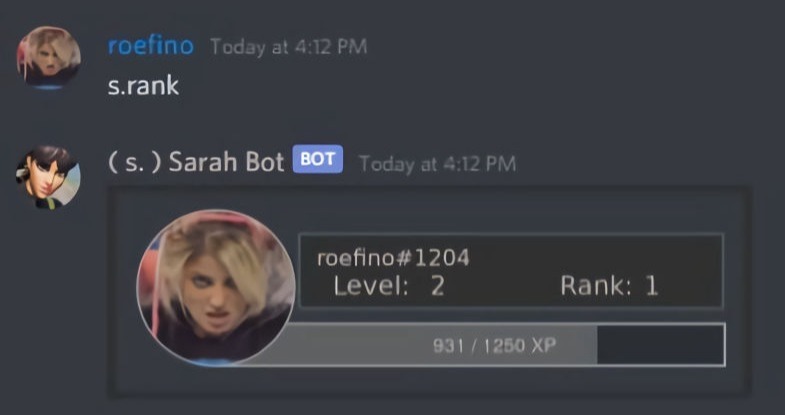 roefino Today at 4:12 PM
s.rank
( s. ) Sarah Bot BOT Today at 4:12 PM
roefino#1204
Level: 2 Rank: 1
931 / 1250 XP